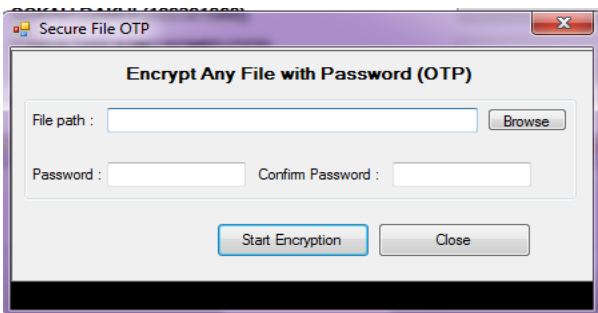 Secure File OTP
Encrypt Any File with Password (OTP)
File path :
Browse
Password :
Confirm Password :
Start Encryption
Close